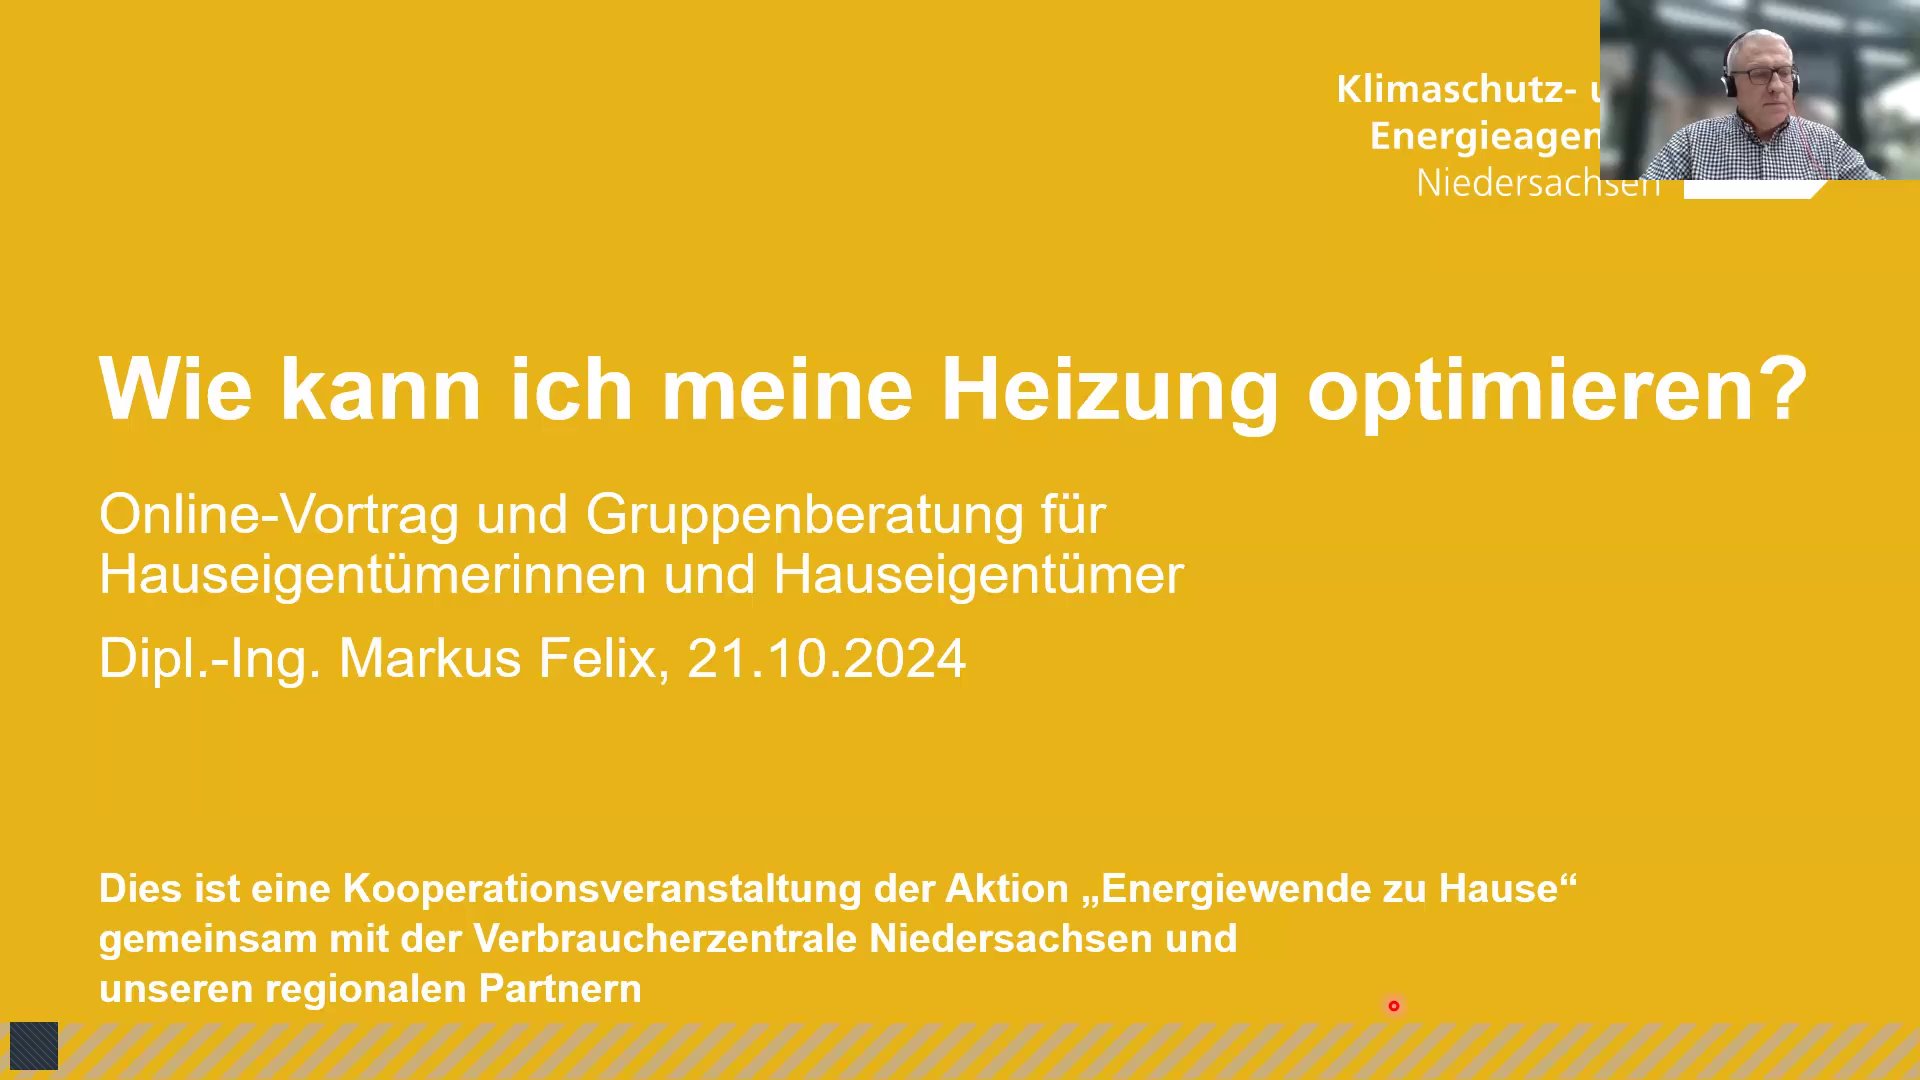 Klimaschutz-
Niedersachsen
Wie kann ich meine Heizung optimieren?
Online-Vortrag und Gruppenberatung für
Hauseigentümerinnen und Hauseigentümer
Dipl.-Ing. Markus Felix, 21.10.2024
Dies ist eine Kooperationsveranstaltung der Aktion „Energiewende zu Hause“
gemeinsam mit der Verbraucherzentrale Niedersachsen und
unseren regionalen Partnern